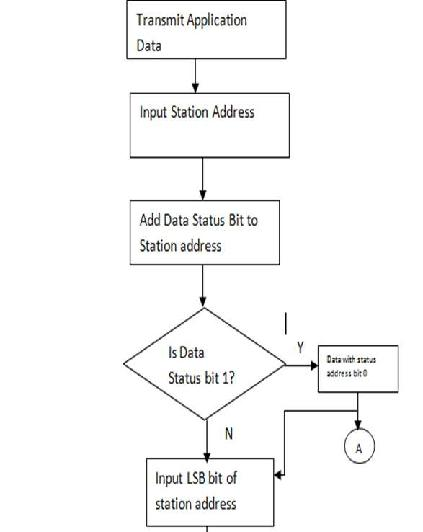 Transmit Application
Data
Input Station Address
Add Data Status Bit to
Station address
Is Data
Status bit 1?
Y
Data with status
address bit 0
N
A
Input LSB bit of
station address